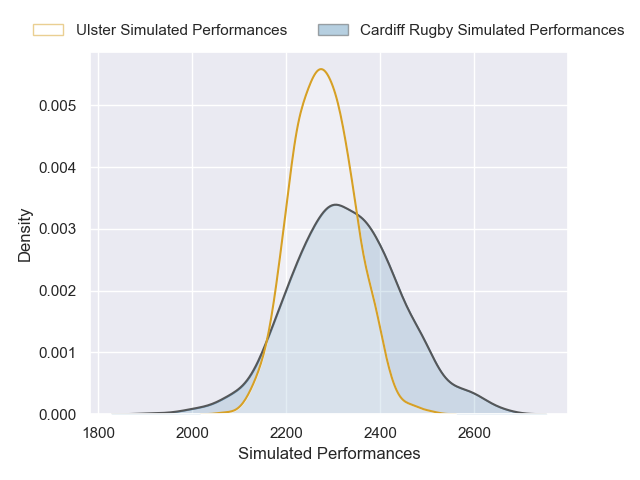 Ulster Simulated Performances
Cardiff Rugby Simulated Performances
0.005
0.004
0.003
0.002
0.001
0.000
Density
1800
2000
2200
2400
2600
Simulated Performances